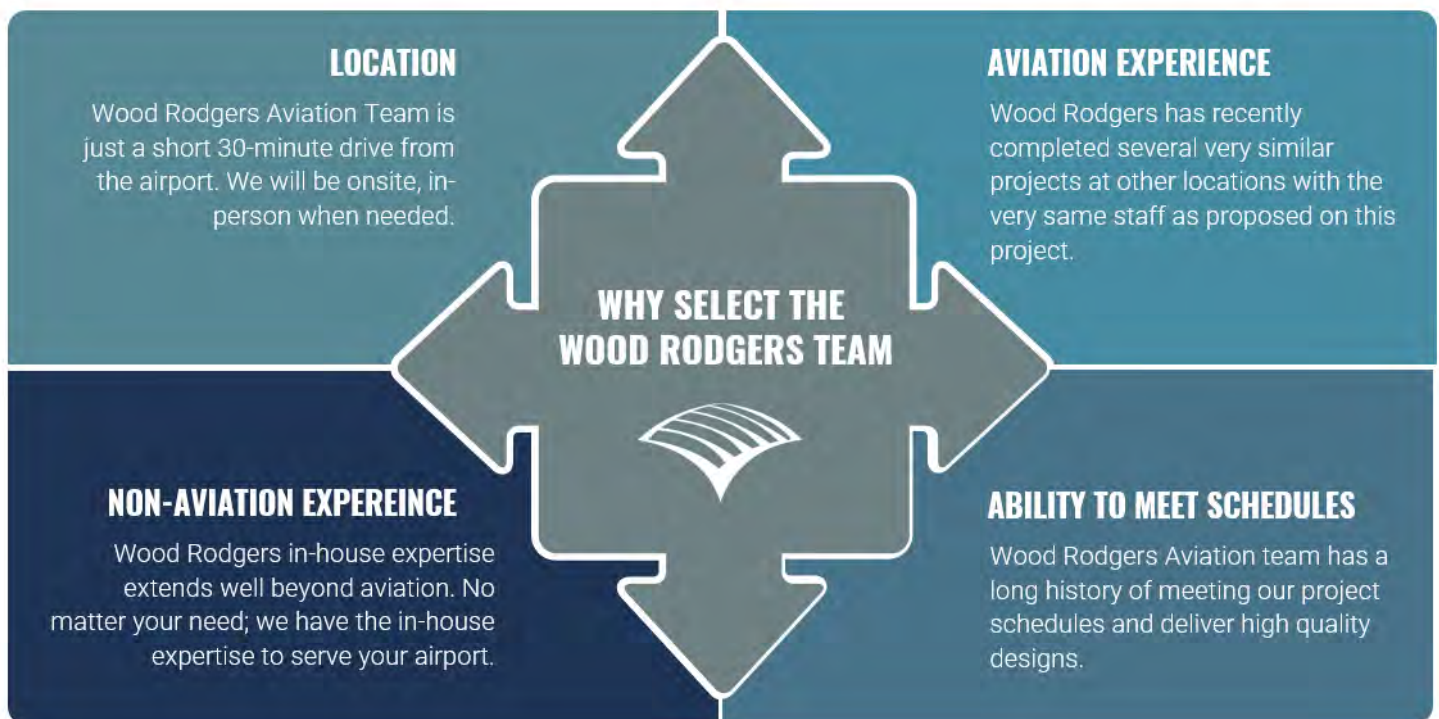 LOCATION
Wood Rodgers Aviation Team is
just a short 30-minute drive from
the airport. We will be onsite, in-
person when needed.
AVIATION EXPERIENCE
Wood Rodgers has recently
completed several very similar
projects at other locations with the
very same staff as proposed on this
project.
WHY SELECT THE
WOOD RODGERS TEAM
NON-AVIATION EXPEREINCE
Wood Rodgers in-house expertise
extends well beyond aviation. No
matter your need; we have the in-house
expertise to serve your airport.
ABILITY TO MEET SCHEDULES
Wood Rodgers Aviation team has a
long history of meeting our project
schedules and deliver high quality
designs.